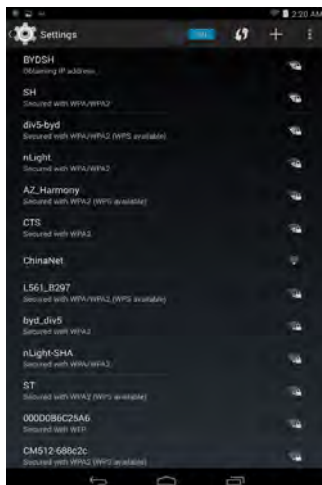 2:20 AM
Settings
ON
BYDSH
Obtaining IP address...
SH
Secured with WPA/WPA2
div5-byd
Secured with WPA/WPA2 (WPS available)
nLight
Secured with WPA/WPA2
AZ_Harmony
Secured with WPA2 (WPS available)
CTS
Secured with WPA2
ChinaNet
L561_B297
Secured with WPA/WPA2 (WPS available)
byd_div5
Secured with WPA2
nLight-SHA
Secured with WPA/WPA2
ST
Secured with WPA2 (WPS available)
000D0B6C25A6
Secured with WEP
CM512-688c2c
Secured with WPA2 (WPS available)